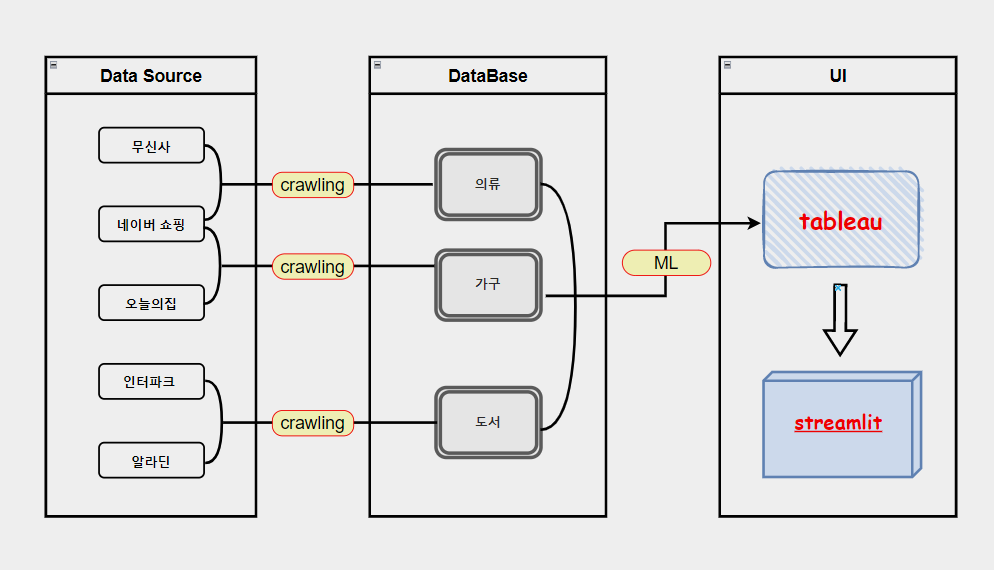 Data Source
무신사
네이버 쇼핑
오늘의집
인터파크
알라딘
crawling
crawling
crawling
DataBase
의류
가구
도서
ML
UI
tableau
streamlit